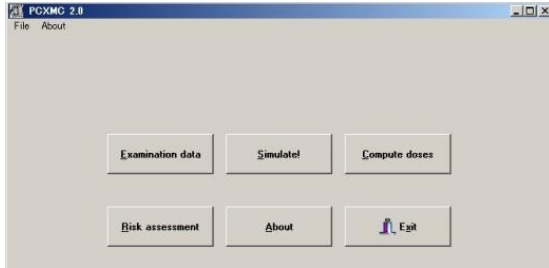 PCXMC 2.0
File About
Examination data Simulate! Compute doses
Risk assessment About Exit